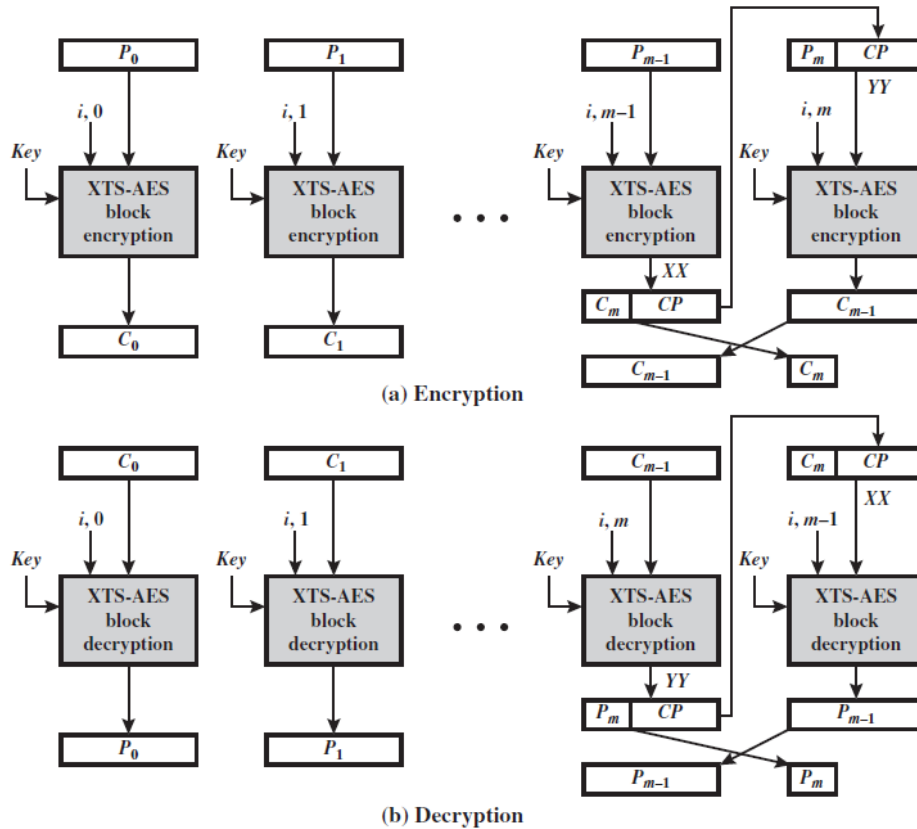 P0 P1 Pm–1 Pm CP
YY
i, 0 i, 1 i, m–1 i, m
Key Key Key Key
XTS-AES XTS-AES XTS-AES XTS-AES
block block block block
encryption encryption • • • encryption encryption
XX
Cm CP Cm–1
C0 C1
Cm–1 Cm
(a) Encryption
C0 C1 Cm–1 Cm CP
XX
i, 0 i, 1 i, m i, m–1
Key Key Key Key
XTS-AES XTS-AES XTS-AES XTS-AES
block block block block
decryption decryption • • • decryption decryption
YY
Pm CP Pm–1
P0 P1
Pm–1 Pm
(b) Decryption